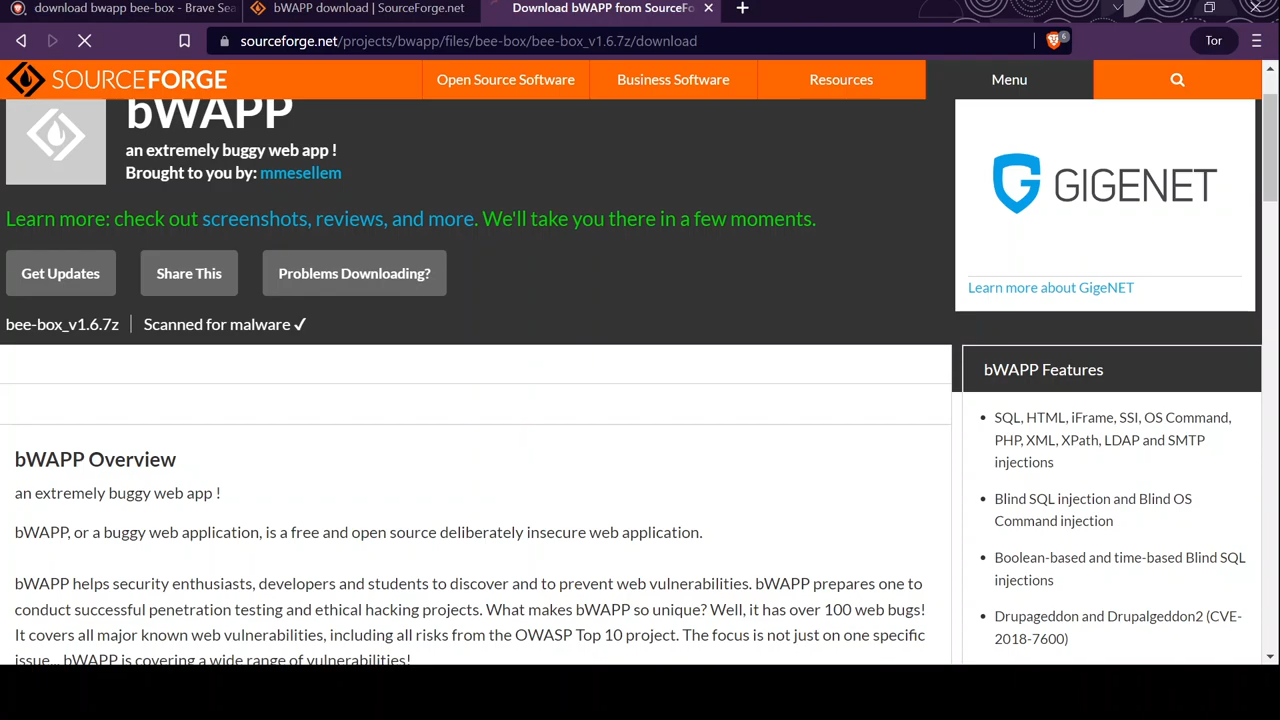 download bwapp bee-box - Brave Sea
bWAPP download | SourceForge.net
Download bWAPP from SourceFo
sourceforge.net/projects/bwapp/files/bee-box/bee-box_v1.6.7z/download
6
Tor
SOURCEFORGE
Open Source Software
Business Software
Resources
Menu
bWAPP
an extremely buggy web app !
Brought to you by: mmesellem
GIGENET
Learn more: check out screenshots, reviews, and more. We'll take you there in a few moments.
Get Updates
Share This
Problems Downloading?
Learn more about GigeNET
bee-box_v1.6.7z
Scanned for malware ✓
bWAPP Features
SQL, HTML, iFrame, SSI, OS Command,
PHP, XML, XPath, LDAP and SMTP
injections
Blind SQL injection and Blind OS
Command injection
Boolean-based and time-based Blind SQL
injections
Drupageddon and Drupalgeddon2 (CVE-
2018-7600)
bWAPP Overview
an extremely buggy web app !
bWAPP, or a buggy web application, is a free and open source deliberately insecure web application.
bWAPP helps security enthusiasts, developers and students to discover and to prevent web vulnerabilities. bWAPP prepares one to
conduct successful penetration testing and ethical hacking projects. What makes bWAPP so unique? Well, it has over 100 web bugs!
It covers all major known web vulnerabilities, including all risks from the OWASP Top 10 project. The focus is not just on one specific
issue... bWAPP is covering a wide range of vulnerabilities!